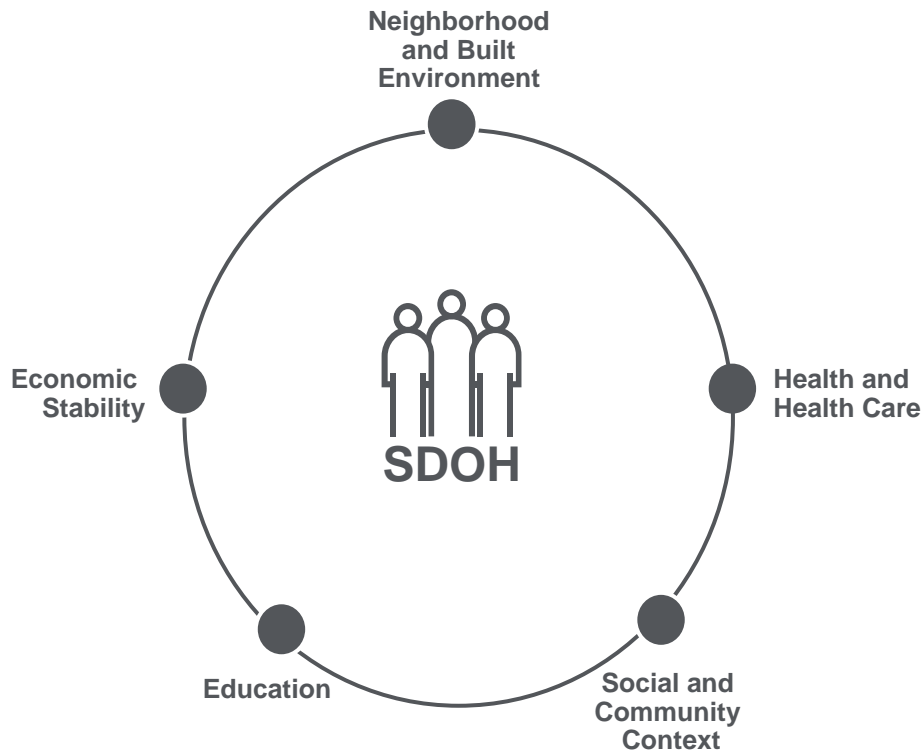 Neighborhood
and Built
Environment
Economic
Stability
Health and
Health Care
SDOH
Education
Social and
Community
Context